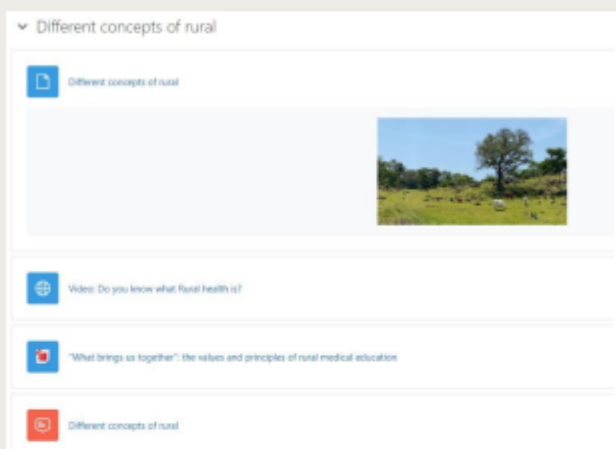 Different concepts of rural
Different concepts of rural
Video: Do you know what Rural health is?
"What brings us together": the values and principles of rural medical education
Different concepts of rural